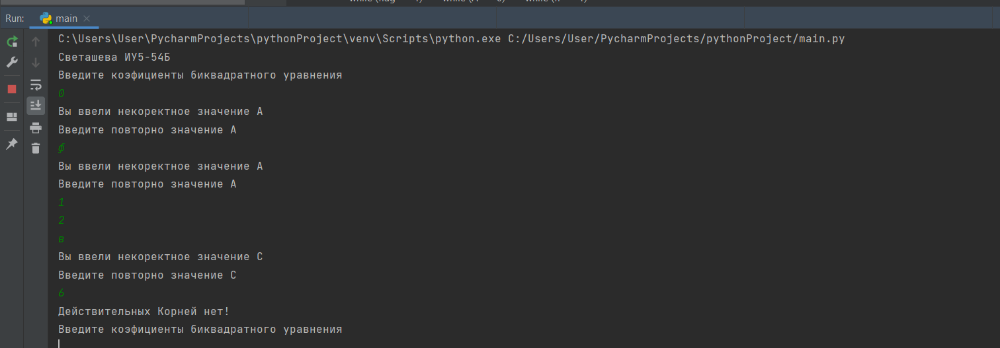 Run: main
C:\Users\User\PycharmProjects\pythonProject\venv\Scripts\python.exe C:/Users/User/PycharmProjects/pythonProject/main.py
Светашева ИУ5-54Б
Введите коэфициенты биквадратного уравнения
0
Вы ввели некоректное значение А
Введите повторно значение А
ф
Вы ввели некоректное значение А
Введите повторно значение А
1
2
в
Вы ввели некоректное значение С
Введите повторно значение С
6
Действительных Корней нет!
Введите коэфициенты биквадратного уравнения